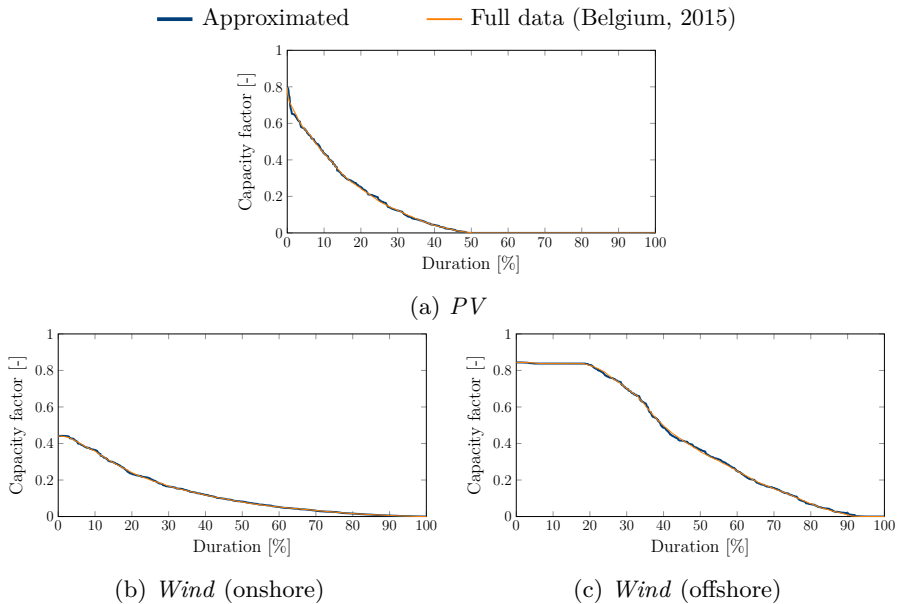 Approximated Full data (Belgium, 2015)
1
0.8
0.6
0.4
0.2
0
Capacity factor [-]
0 10 20 30 40 50 60 70 80 90 100
Duration [%]
(a) PV
1
0.8
0.6
0.4
0.2
0
Capacity factor [-]
0 10 20 30 40 50 60 70 80 90 100
Duration [%]
(b) Wind (onshore)
1
0.8
0.6
0.4
0.2
0
Capacity factor [-]
0 10 20 30 40 50 60 70 80 90 100
Duration [%]
(c) Wind (offshore)